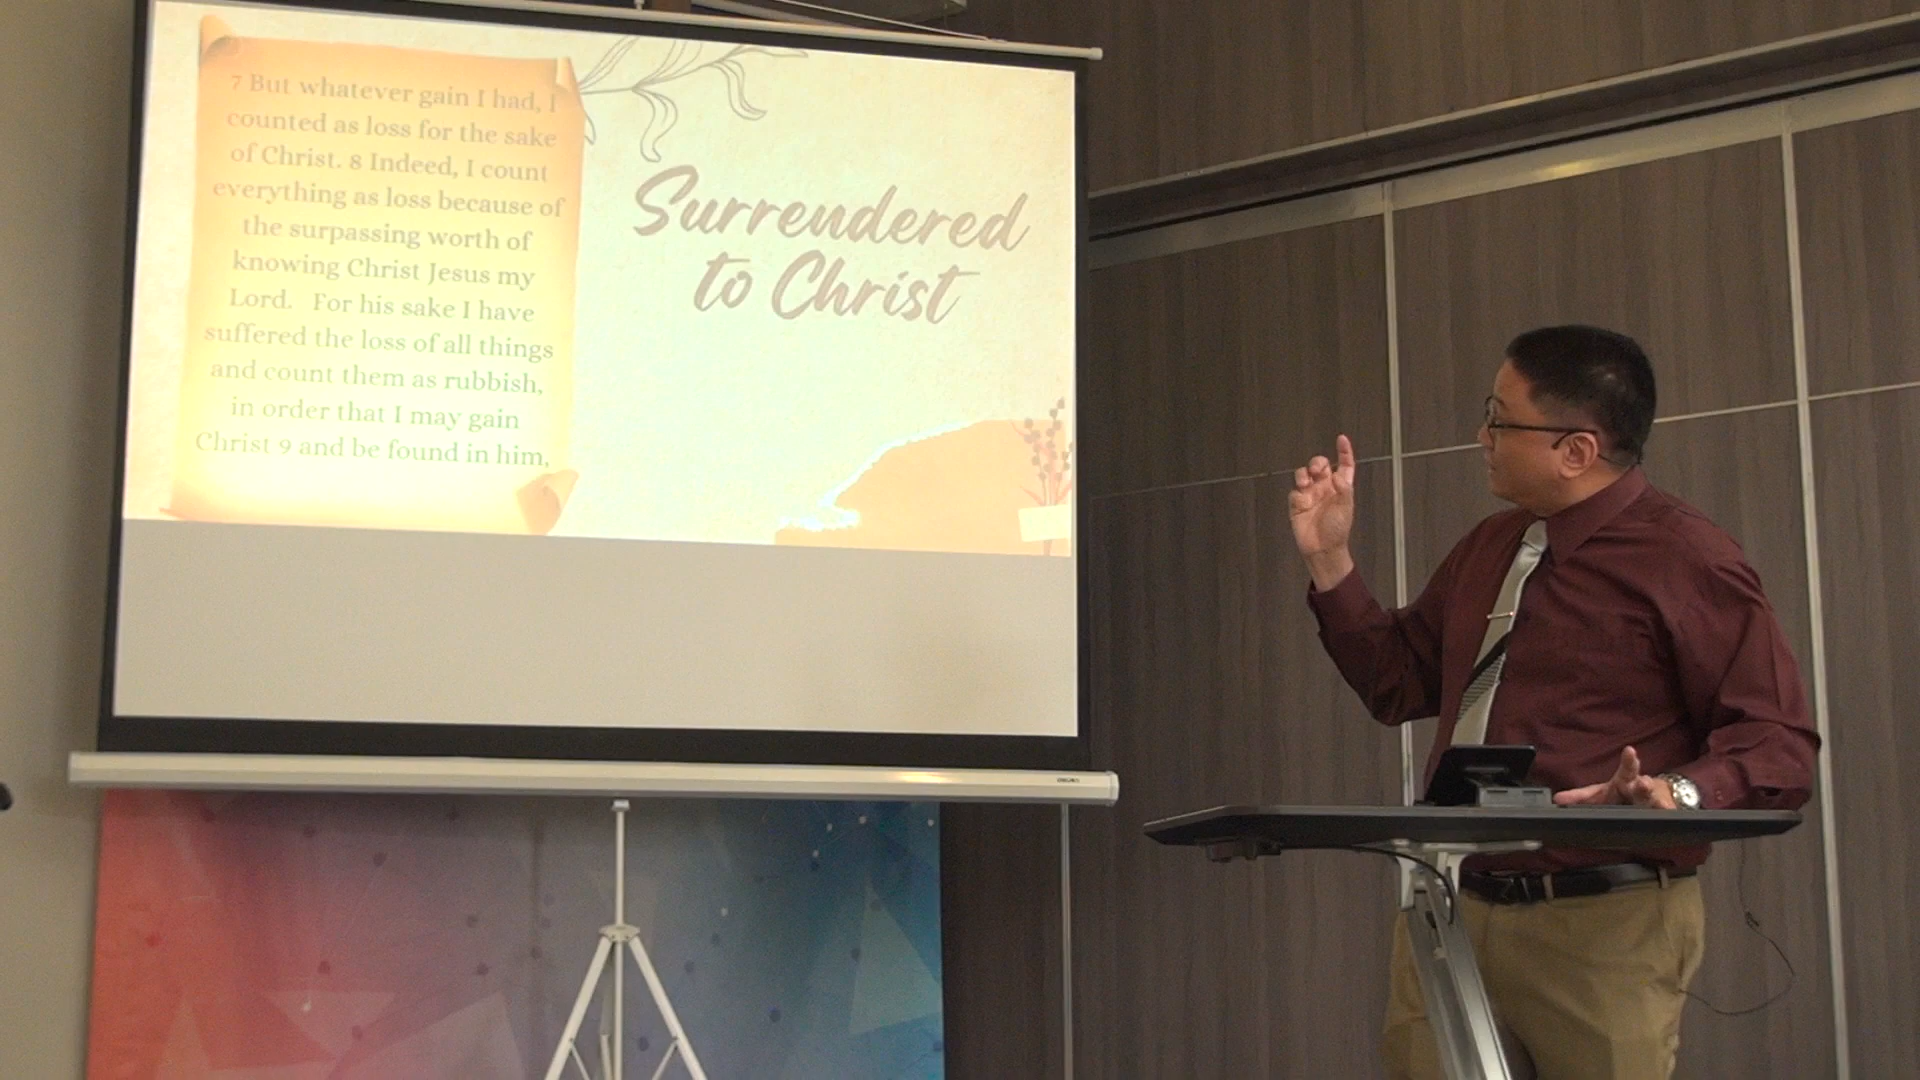 7 But whatever gain I had, I
counted as loss for the sake
of Christ. 8 Indeed, I count
everything as loss because of
the surpassing worth of
knowing Christ Jesus my
Lord. For his sake I have
suffered the loss of all things
and count them as rubbish,
in order that I may gain
Christ 9 and be found in him,
Surrendered
to Christ